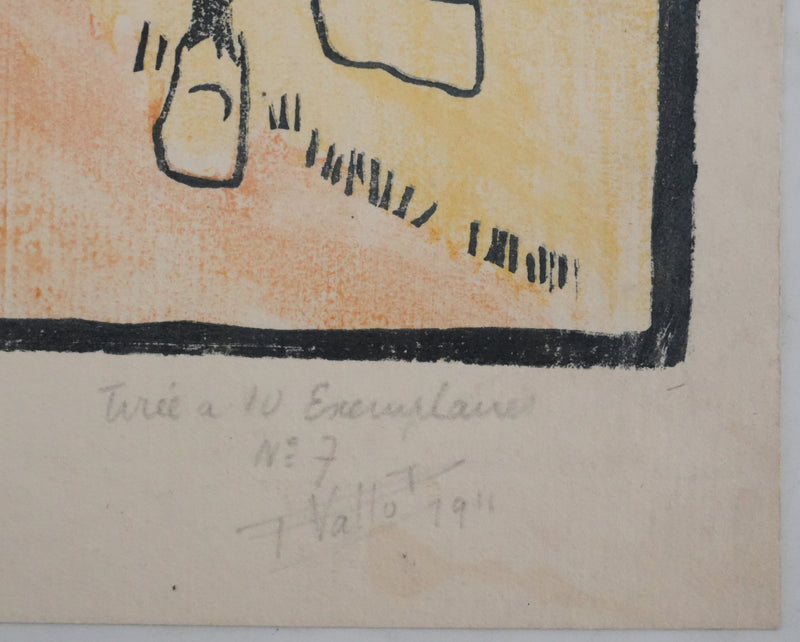 Tirée a 10 Exemplaires
Nº 7
F Vallot 1911